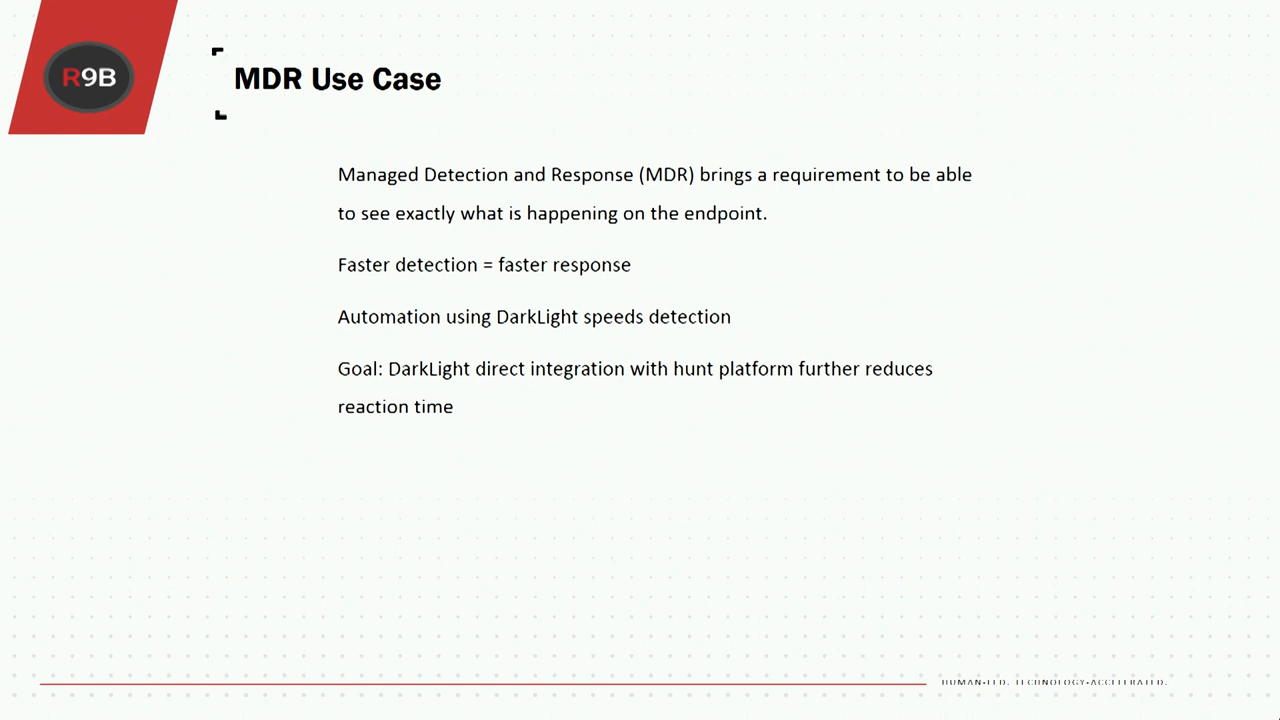 R9B
MDR Use Case
Managed Detection and Response (MDR) brings a requirement to be able
to see exactly what is happening on the endpoint.
Faster detection = faster response
Automation using DarkLight speeds detection
Goal: DarkLight direct integration with hunt platform further reduces
reaction time
HUMAN-LED. TECHNOLOGY-ACCELERATED.